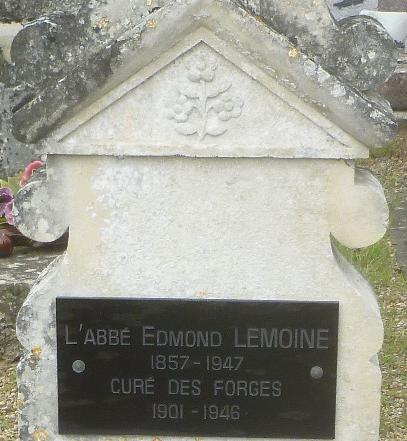 L'ABBÉ EDMOND LEMOINE
1857-1947
CURÉ DES FORGES
1901-1946